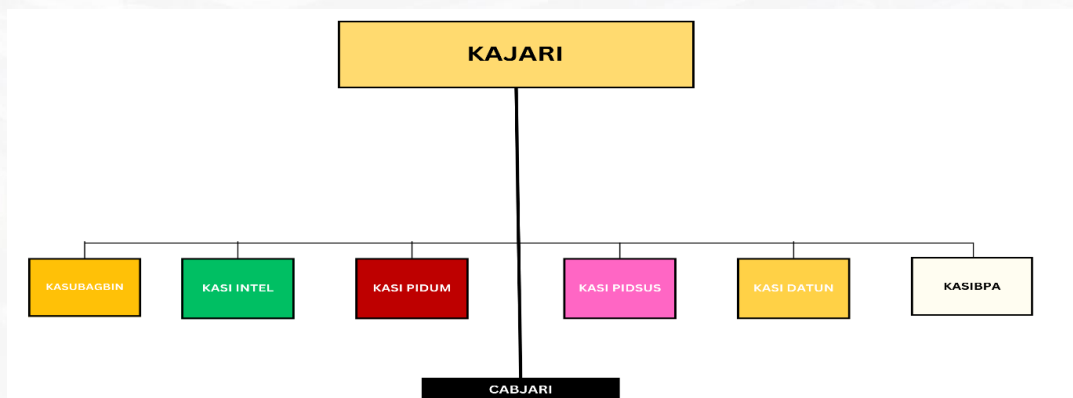 KAJARI
KASUBAGBIN
KASI INTEL
KASI PIDUM
KASI PIDSUS
KASI DATUN
KASIBPA
CABJARI